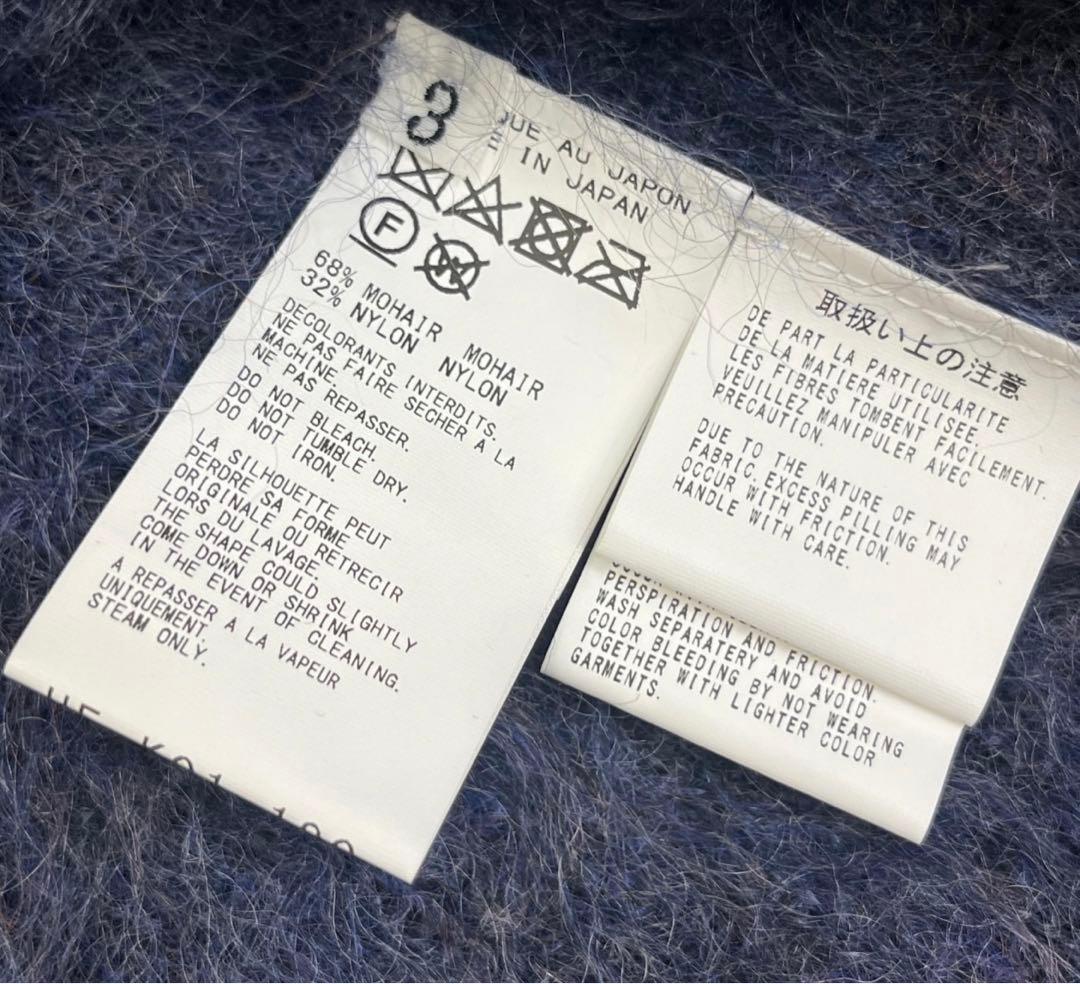 3
AU JAPON
IN JAPAN
F
W
68% MOHAIR MOHAIR
32% NYLON NYLON
DECOLORANTS INTERDITS.
NE PAS FAIRE SECHER A LA
MACHINE.
NE PAS REPASSER.
DO NOT BLEACH.
DO NOT TUMBLE DRY.
DO NOT IRON.
LA SILHOUETTE PEUT
PERDRE SA FORME
ORIGINALE OU RETRECIR
LORS DU LAVAGE.
THE SHAPE COULD SLIGHTLY
COME DOWN OR SHRINK
IN THE EVENT OF CLEANING.
A REPASSER A LA VAPEUR
UNIQUEMENT.
STEAM ONLY.
取扱い上の注意
DE PART LA PARTICULARITE
DE LA MATIERE UTILISEE.
LES FIBRES TOMBENT FACILEMENT.
VEUILLEZ MANIPULER AVEC
PRECAUTION.
DUE TO THE NATURE OF THIS
FABRIC. EXCESS PILLING MAY
OCCUR WITH FRICTION.
HANDLE WITH CARE.
PERSPIRATION AND FRICTION.
WASH SEPARATERY AND AVOID
COLOR BLEEDING BY NOT WEARING
TOGETHER WITH LIGHTER COLOR
GARMENTS.